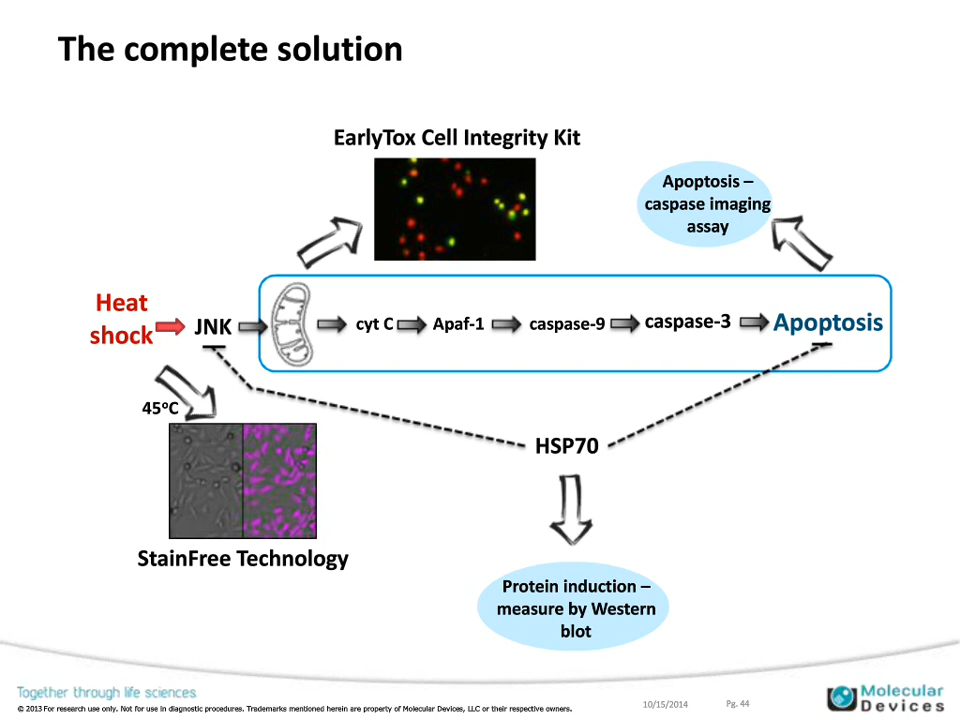 The complete solution
EarlyTox Cell Integrity Kit
Apoptosis –
caspase imaging
assay
Heat
shock
JNK
cyt C
Apaf-1
caspase-9
caspase-3
Apoptosis
45°C
HSP70
StainFree Technology
Protein induction –
measure by Western
blot
Together through life sciences
© 2013 For research use only. Not for use in diagnostic procedures. Trademarks mentioned herein are property of Molecular Devices, LLC or their respective owners.
10/15/2014
Pg. 44
Molecular
Devices